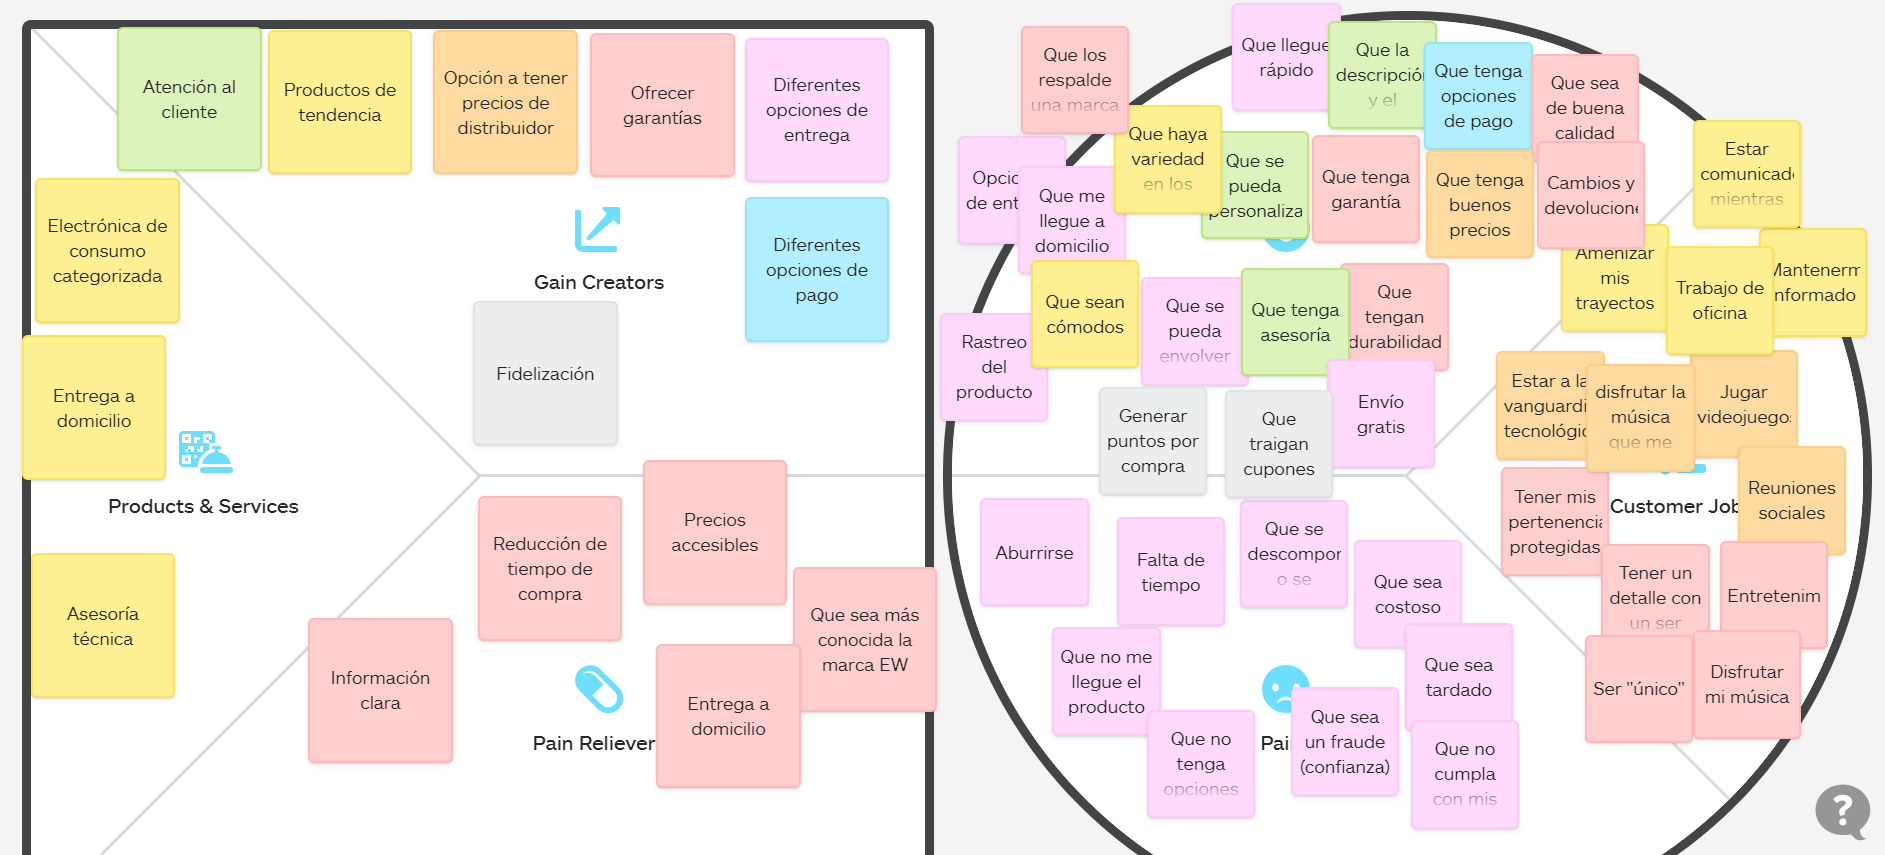 Atención al
cliente
Productos de
tendencia
Opción a tener
precios de
distribuidor
Ofrecer
garantías
Diferentes
opciones de
entrega
Electrónica de
consumo
categorizada
Diferentes
opciones de
pago
Gain Creators
Fidelización
Entrega a
domicilio
Products & Services
Asesoría
técnica
Reducción de
tiempo de
compra
Precios
accesibles
Que sea más
conocida la
marca EW
Información
clara
Entrega a
domicilio
Pain Reliever
Que los
respalde
una marca
Que llegue
rápido
Que la
descripción
y el
Que tenga
opciones
de pago
Que sea
de buena
calidad
Que haya
variedad
en los
Que se
pueda
personaliza
Que tenga
garantía
Que tenga
buenos
precios
Cambios y
devolucione
Estar
comunicado
mientras
Opcio
de ent
Que me
llegue a
domicilio
Amenizar
mis
trayectos
Trabajo de
oficina
Mantenerm
informado
Que sean
cómodos
Que se
pueda
envolver
Que tenga
asesoría
Que
tengan
durabilidad
Rastreo
del
producto
Generar
puntos por
compra
Que
traigan
cupones
Envío
gratis
Estar a la
vanguardi
tecnológic
disfrutar la
música
que me
Jugar
videojuego
Reuniones
sociales
Tener mis
pertenencia
protegidas
Customer Job
Aburrirse
Falta de
tiempo
Que se
descompon
o se
Que sea
costoso
Tener un
detalle con
un ser
Entretenim
Que no me
llegue el
producto
Que sea
tardado
Ser "único"
Disfrutar
mi música
Que no
tenga
opciones
Pai
Que sea
un fraude
(confianza)
Que no
cumpla
con mis
?